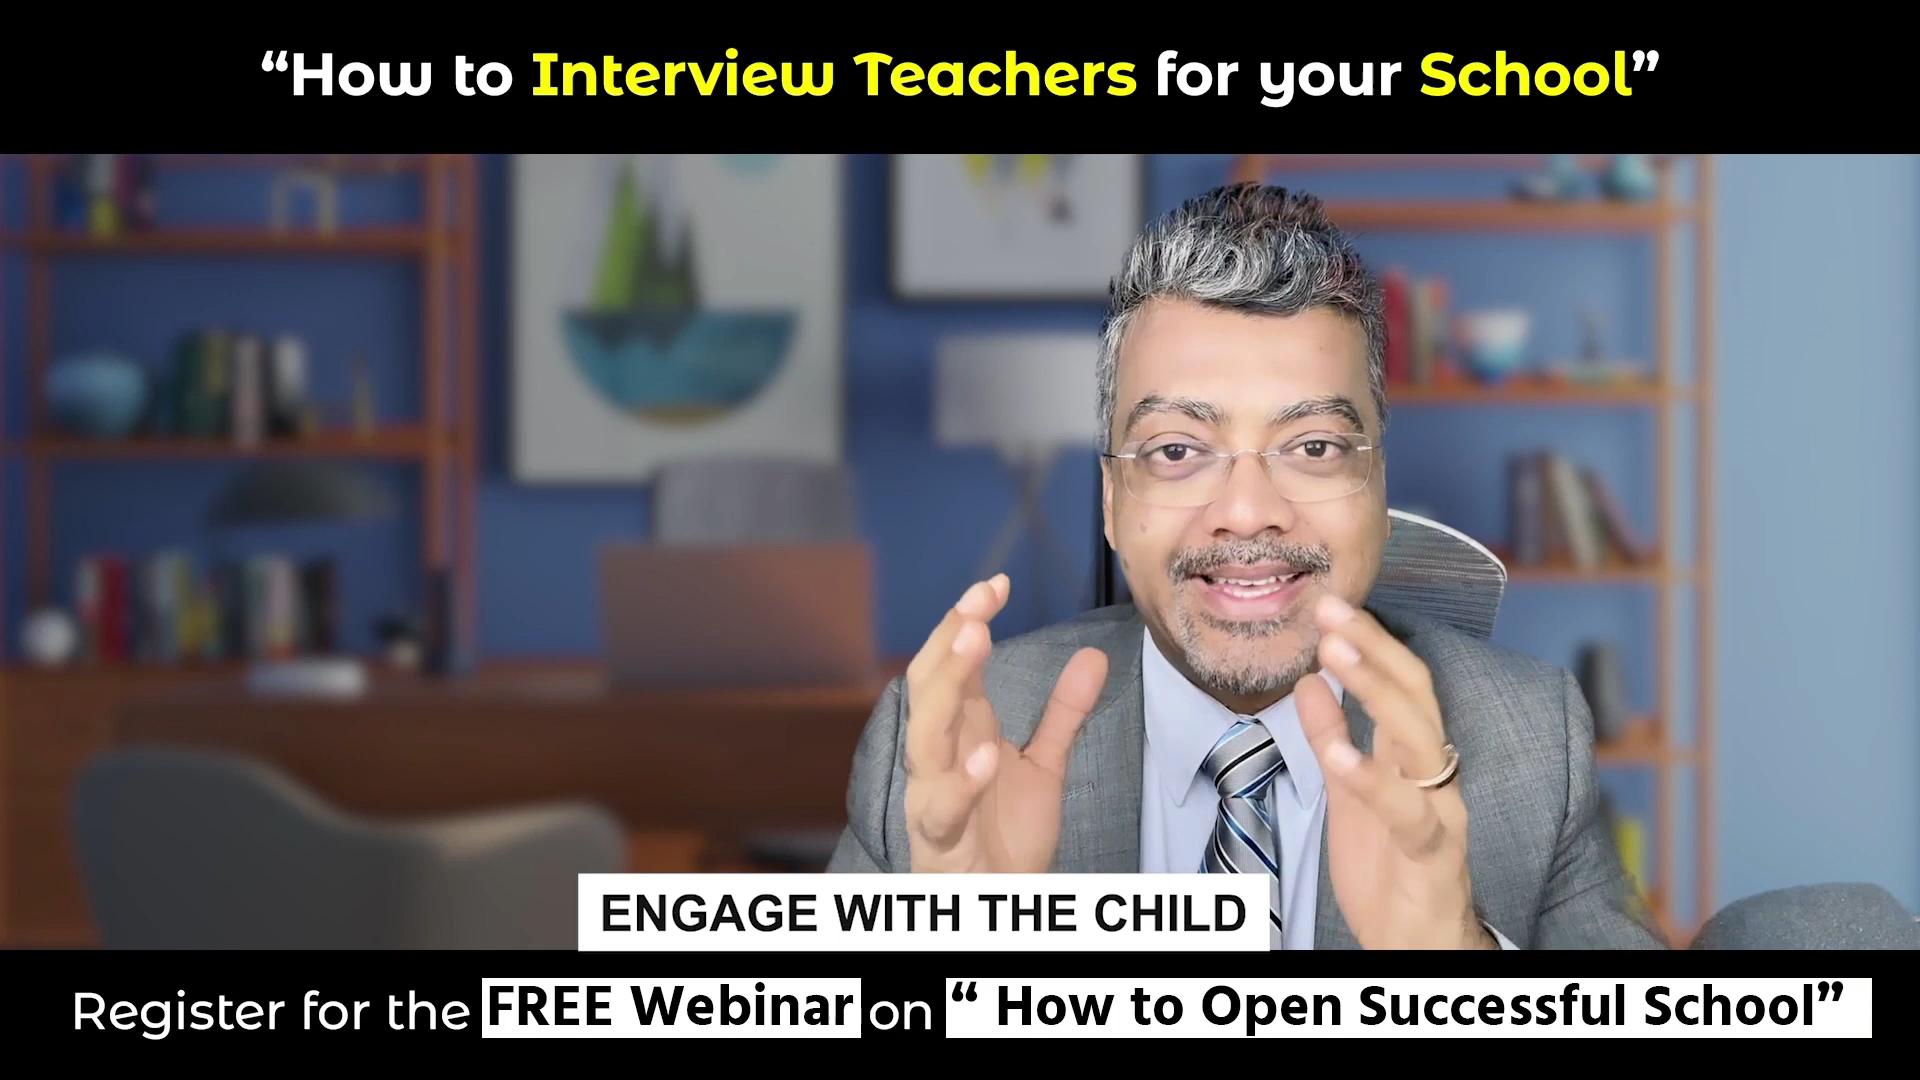 “How to Interview Teachers for your School”
ENGAGE WITH THE CHILD
Register for the FREE Webinar on “ How to Open Successful School”